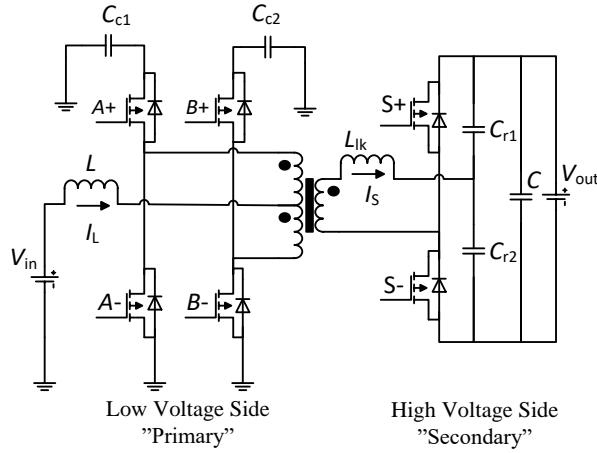 Cc1
Cc2
A+
B+
S+
Cr1
L
Llk
C
Vout
IL
IS
Vin
Cr2
A-
B-
S-
Low Voltage Side
High Voltage Side
”Primary”
”Secondary”